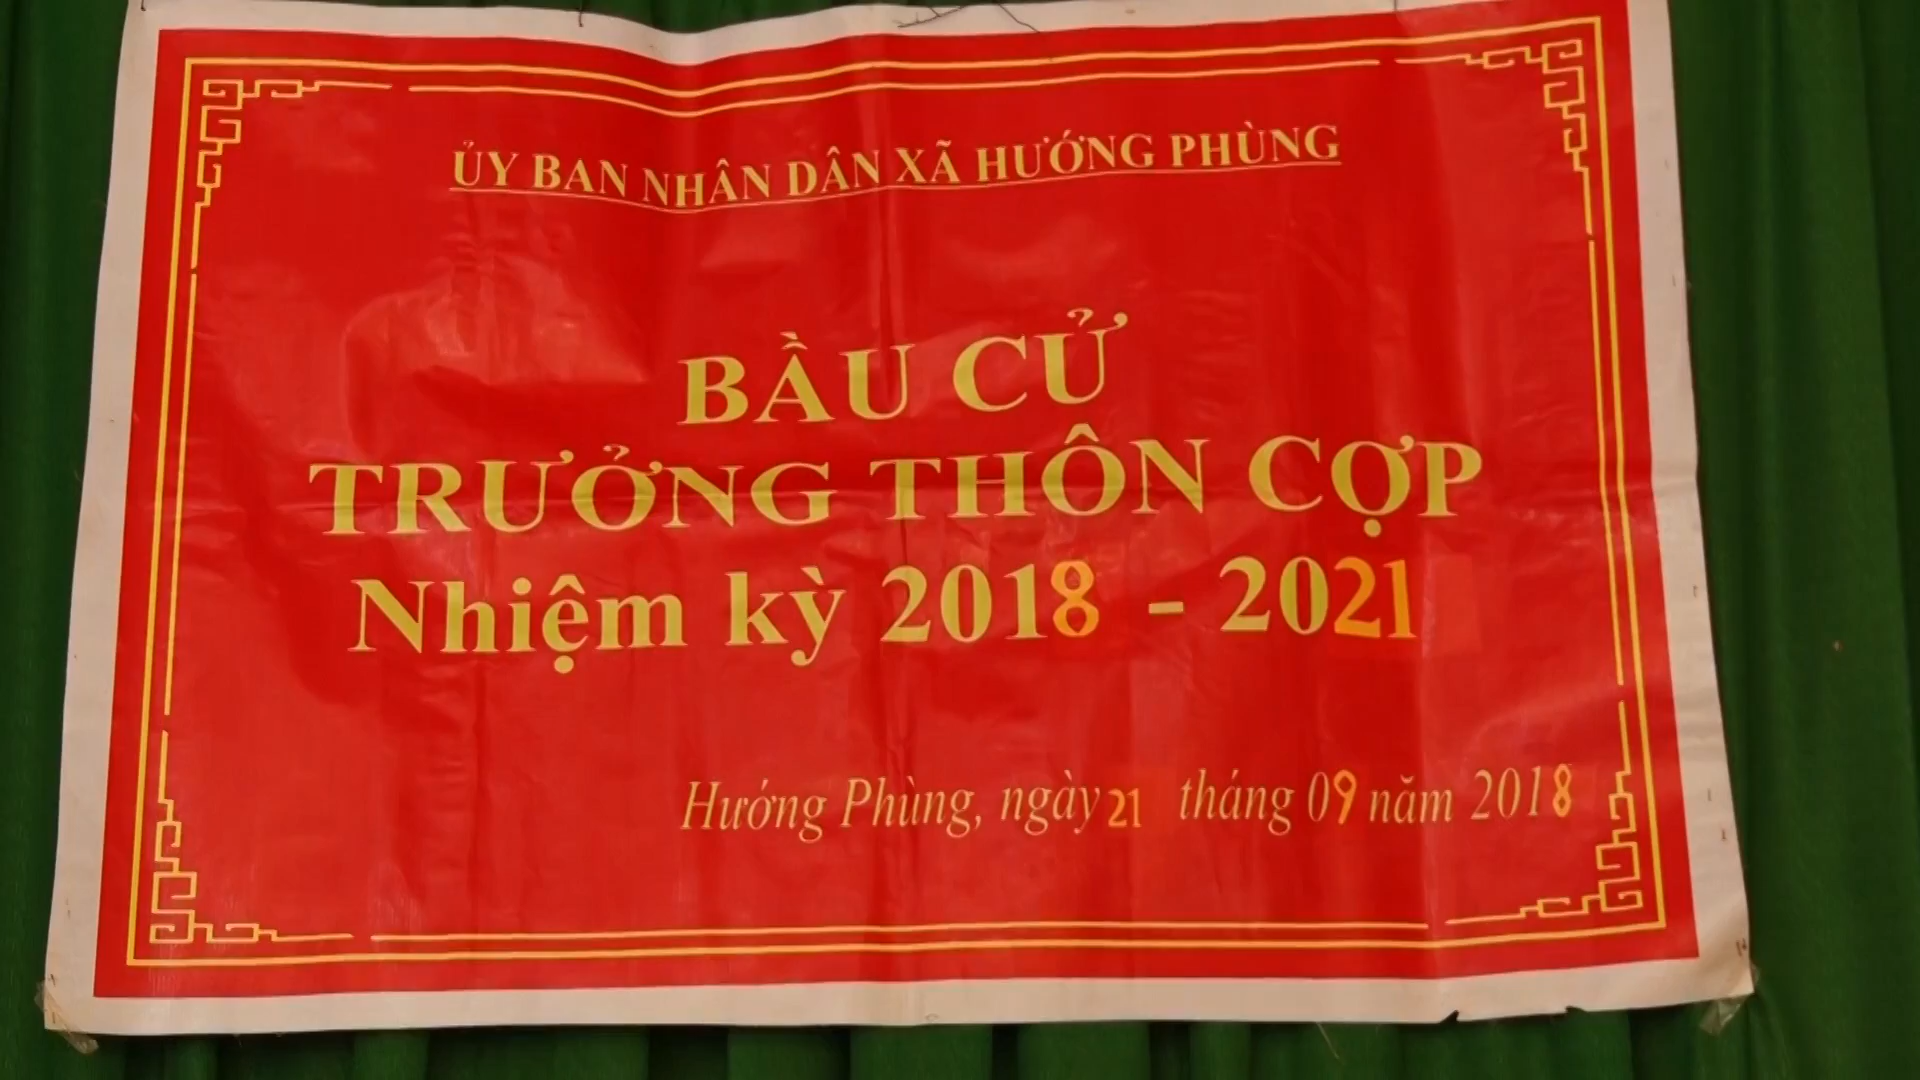 ỦY BAN NHÂN DÂN XÃ HƯỚNG PHÙNG
BẦU CỬ
TRƯỞNG THÔN CỢP
Nhiệm kỳ 2018 - 2021
Hướng Phùng, ngày 21 tháng 09 năm 2018